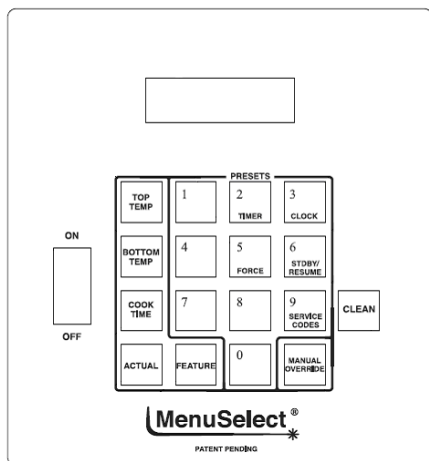 PRESETS
TOP
TEMP
1
2
TIMER
3
CLOCK
ON
BOTTOM
TEMP
4
5
FORCE
6
STDBY/
RESUME
COOK
TIME
7
8
9
SERVICE
CODES
CLEAN
OFF
ACTUAL
FEATURE
0
MANUAL
OVERRIDE
MenuSelect®
PATENT PENDING